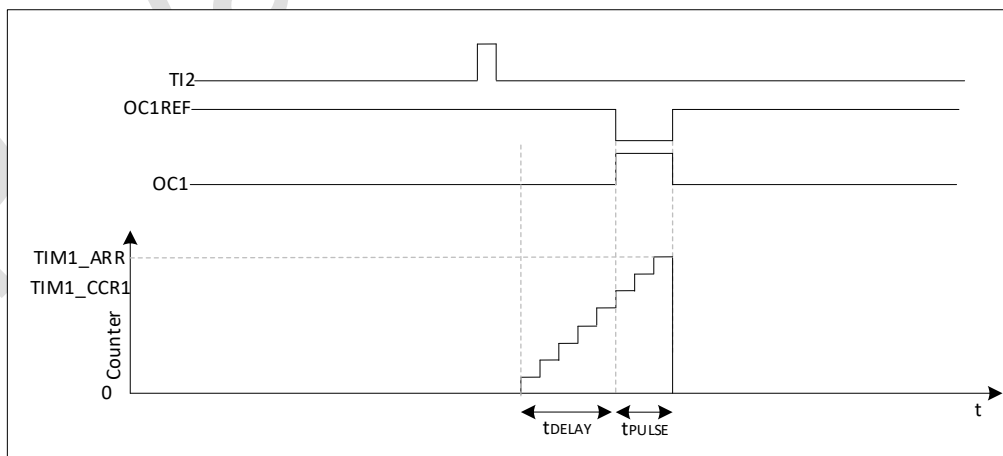 TI2
OC1REF
OC1
TIM1_ARR
TIM1_CCR1
Counter
0
t
tDELAY
tPULSE